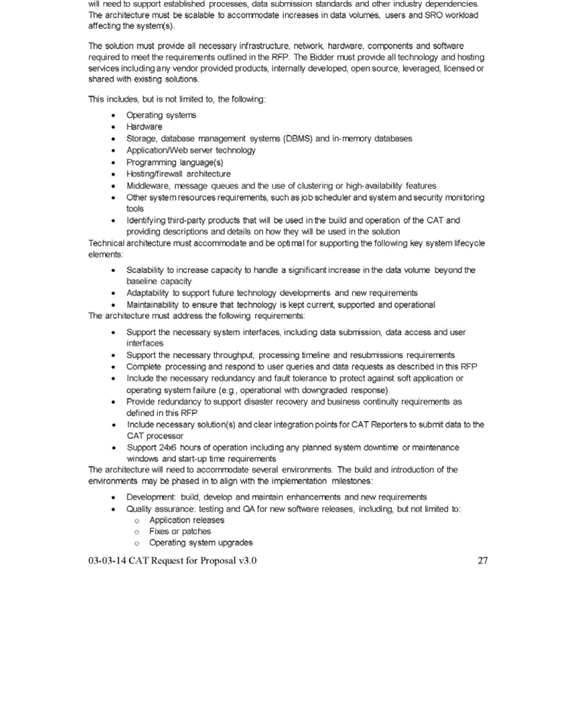 will need to support established processes, data submission standards and other industry dependencies.
The architecture must be scalable to accommodate increases in data volumes, users and SRO workload
affecting the system(s).
The solution must provide all necessary infrastructure, network, hardware, components and software
required to meet the requirements outlined in the RFP. The Bidder must provide all technology and hosting
services including any vendor provided products, internally developed, open source, leveraged, licensed or
shared with existing solutions.
This includes, but is not limited to, the following:
• Operating systems
• Hardware
• Storage, database management systems (DBMS) and in-memory databases
• Application/Web server technology
• Programming language(s)
• Hosting/firewall architecture
• Middleware, message queues and the use of clustering or high-availability features
• Other system resources requirements, such as job scheduler and system and security monitoring
tools
• Identifying third-party products that will be used in the build and operation of the CAT and
providing descriptions and details on how they will be used in the solution
Technical architecture must accommodate and be optimal for supporting the following key system lifecycle
elements:
• Scalability to increase capacity to handle a significant increase in the data volume beyond the
baseline capacity
• Adaptability to support future technology developments and new requirements
• Maintainability to ensure that technology is kept current, supported and operational
The architecture must address the following requirements:
• Support the necessary system interfaces, including data submission, data access and user
interfaces
• Support the necessary throughput, processing timeline and resubmissions requirements
• Complete processing and respond to user queries and data requests as described in this RFP
• Include the necessary redundancy and fault tolerance to protect against soft application or
operating system failure (e.g., operational with downgraded response)
• Provide redundancy to support disaster recovery and business continuity requirements as
defined in this RFP
• Include necessary solution(s) and clear integration points for CAT Reporters to submit data to the
CAT processor
• Support 24x6 hours of operation including any planned system downtime or maintenance
windows and start-up time requirements
The architecture will need to accommodate several environments. The build and introduction of the
environments may be phased in to align with the implementation milestones:
• Development: build, develop and maintain enhancements and new requirements
• Quality assurance: testing and QA for new software releases, including, but not limited to:
o Application releases
o Fixes or patches
o Operating system upgrades
03-03-14 CAT Request for Proposal v3.0 27